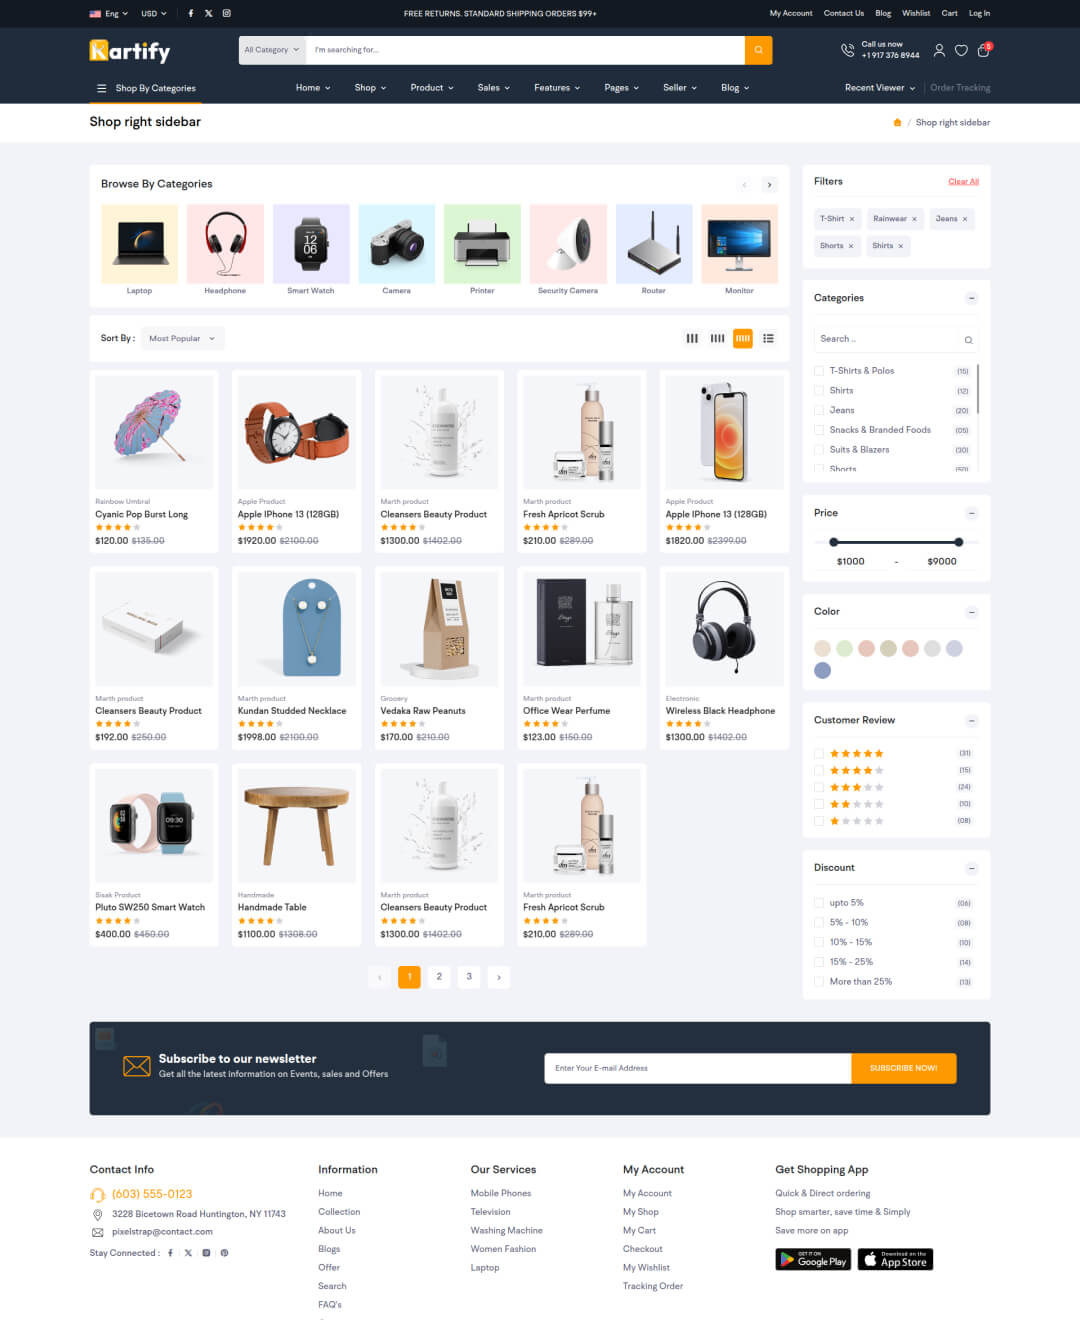 Eng USD FREE RETURNS. STANDARD SHIPPING ORDERS $99+ My Account Contact Us Blog Wishlist Cart Log In
Kartify All Category I'm searching for... Call us now
+1 917 376 8944 5
Shop By Categories Home Shop Product Sales Features Pages Seller Blog Recent Viewer Order Tracking
Shop right sidebar / Shop right sidebar
Browse By Categories
Laptop Headphone Smart Watch Camera Printer Security Camera Router Monitor
Sort By : Most Popular
Rainbow Umbral
Cyanic Pop Burst Long
$120.00 $135.00
Apple Product
Apple IPhone 13 (128GB)
$1920.00 $2100.00
Marth product
Cleansers Beauty Product
$1300.00 $1402.00
Marth product
Fresh Apricot Scrub
$210.00 $289.00
Apple Product
Apple IPhone 13 (128GB)
$1820.00 $2399.00
Marth product
Cleansers Beauty Product
$192.00 $250.00
Marth product
Kundan Studded Necklace
$1998.00 $2100.00
Grocery
Vedaka Raw Peanuts
$170.00 $210.00
Marth product
Office Wear Perfume
$123.00 $150.00
Electronic
Wireless Black Headphone
$1300.00 $1402.00
09:30
Sisak Product
Pluto SW250 Smart Watch
$400.00 $450.00
Handmade
Handmade Table
$1100.00 $1308.00
Marth product
Cleansers Beauty Product
$1300.00 $1402.00
Marth product
Fresh Apricot Scrub
$210.00 $289.00
1 2 3
Filters Clear All
T-Shirt × Rainwear × Jeans ×
Shorts × Shirts ×
Categories
Search ..
T-Shirts & Polos (15)
Shirts (12)
Jeans (20)
Snacks & Branded Foods (05)
Suits & Blazers (30)
Shorts (50)
Price
$1000 - $9000
Color
Customer Review
(31)
(15)
(24)
(10)
(08)
Discount
upto 5% (06)
5% - 10% (08)
10% - 15% (10)
15% - 25% (14)
More than 25% (13)
Subscribe to our newsletter
Get all the latest information on Events, sales and Offers
Enter Your E-mail Address SUBSCRIBE NOW!
Contact Info
(603) 555-0123
3228 Bicetown Road Huntington, NY 11743
pixelstrap@contact.com
Stay Connected :
Information
Home
Collection
About Us
Blogs
Offer
Search
FAQ's
Our Services
Mobile Phones
Television
Washing Machine
Women Fashion
Laptop
My Account
My Account
My Shop
My Cart
Checkout
My Wishlist
Tracking Order
Get Shopping App
Quick & Direct ordering
Shop smarter, save time & Simply
Save more on app
GET IT ON
Google Play
Download on the
App Store